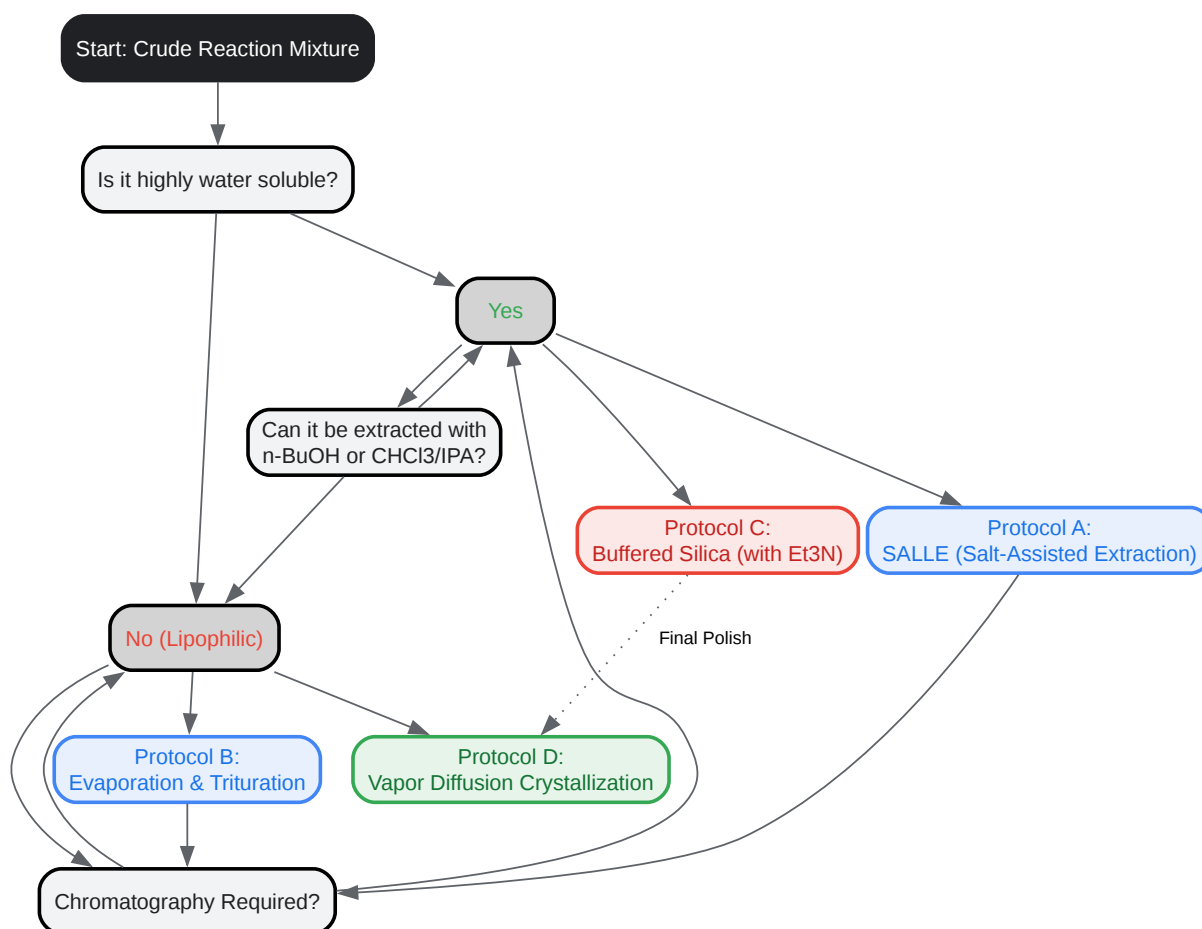 Start: Crude Reaction Mixture
Is it highly water soluble?
Yes
Can it be extracted with
n-BuOH or CHCl3/IPA?
Protocol C:
Buffered Silica (with Et3N)
Protocol A:
SALLE (Salt-Assisted Extraction)
No (Lipophilic)
Final Polish
Protocol B:
Evaporation & Trituration
Protocol D:
Vapor Diffusion Crystallization
Chromatography Required?